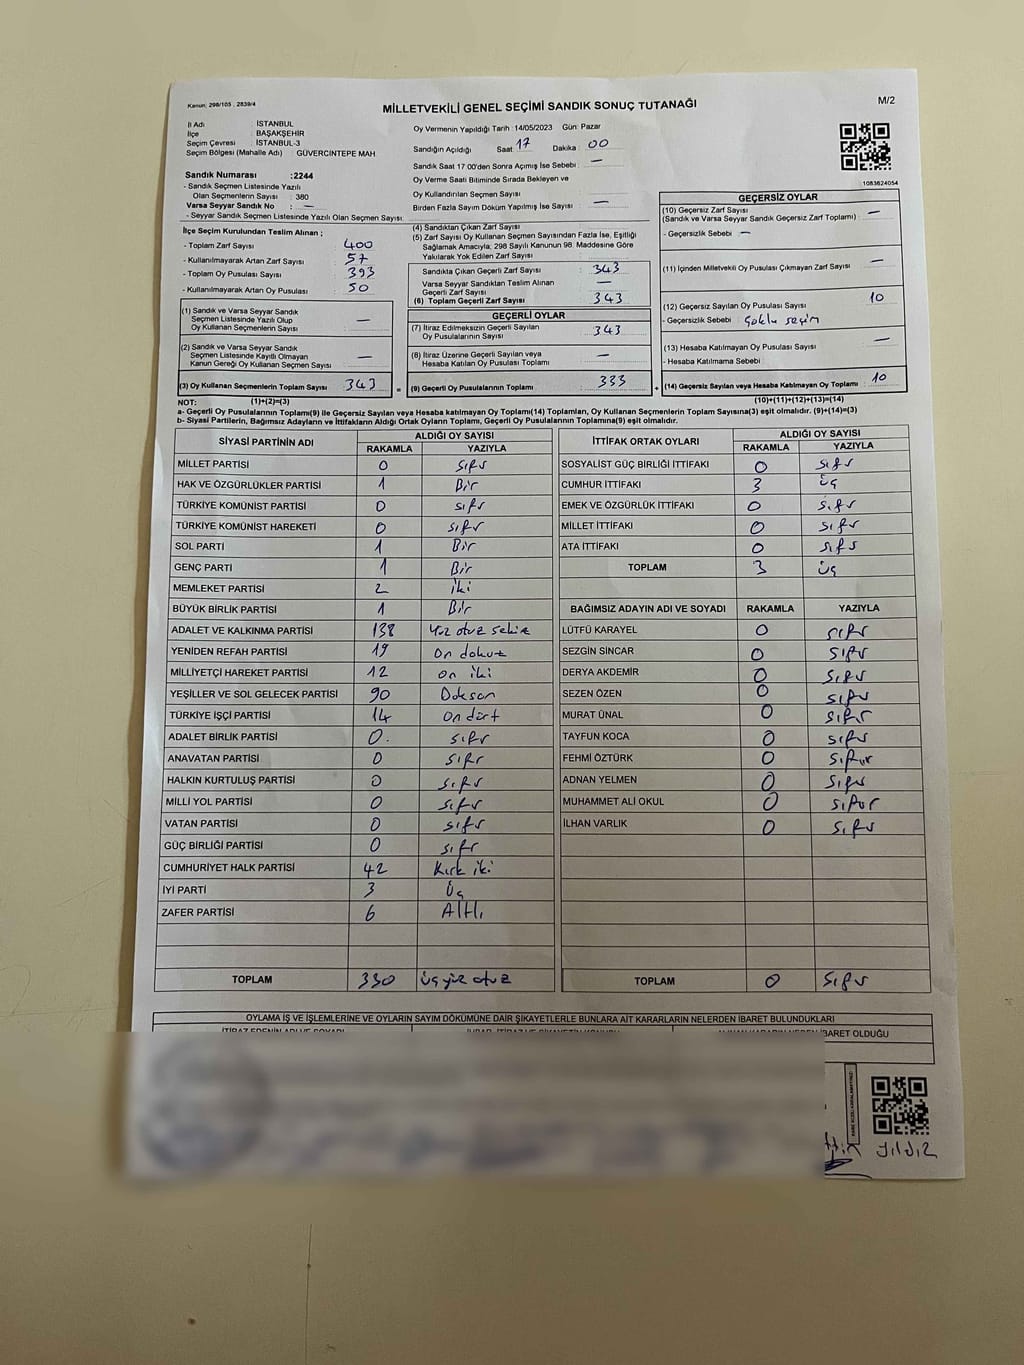 Kanun: 298/105 , 2839/4
MİLLETVEKİLİ GENEL SEÇİMİ SANDIK SONUÇ TUTANAĞI
M/2
İl Adı : İSTANBUL
İlçe : BAŞAKŞEHİR
Seçim Çevresi : İSTANBUL-3
Seçim Bölgesi (Mahalle Adı) : GÜVERCİNTEPE MAH
Sandık Numarası :2244
- Sandık Seçmen Listesinde Yazılı
Olan Seçmenlerin Sayısı : 380
Varsa Seyyar Sandık No : —
- Seyyar Sandık Seçmen Listesinde Yazılı Olan Seçmen Sayısı:
Oy Vermenin Yapıldığı Tarih :14/05/2023 Gün: Pazar
Sandığın Açıldığı Saat 17 Dakika : 00
Sandık Saat 17:00'den Sonra Açmış İse Sebebi : —
Oy Verme Saati Bitiminde Sırada Bekleyen ve
Oy Kullandırılan Seçmen Sayısı
Birden Fazla Sayım Döküm Yapılmış İse Sayısı : —
1083624054
İlçe Seçim Kurulundan Teslim Alınan ;
- Toplam Zarf Sayısı : 400
- Kullanılmayarak Artan Zarf Sayısı : 57
- Toplam Oy Pusulası Sayısı : 393
- Kullanılmayarak Artan Oy Pusulası : 50
(1) Sandık ve Varsa Seyyar Sandık
Seçmen Listesinde Yazılı Olup
Oy Kullanan Seçmenlerin Sayısı : —
(2) Sandık ve Varsa Seyyar Sandık
Seçmen Listesinde Kayıtlı Olmayan
Kanun Gereği Oy Kullanan Seçmen Sayısı : —
(3) Oy Kullanan Seçmenlerin Toplam Sayısı : 343 =
(4) Sandıktan Çıkan Zarf Sayısı
(5) Zarf Sayısı Oy Kullanan Seçmen Sayısından Fazla İse, Eşitliği
Sağlamak Amacıyla; 298 Sayılı Kanunun 98. Maddesine Göre
Yakılarak Yok Edilen Zarf Sayısı
Sandıkta Çıkan Geçerli Zarf Sayısı : 343
Varsa Seyyar Sandıktan Teslim Alınan
Geçerli Zarf Sayısı : —
(6) Toplam Geçerli Zarf Sayısı : 343
GEÇERLİ OYLAR
(7) İtiraz Edilmeksizin Geçerli Sayılan
Oy Pusulalarının Sayısı : 343
(8) İtiraz Üzerine Geçerli Sayılan veya
Hesaba Katılan Oy Pusulası Toplamı : —
(9) Geçerli Oy Pusulalarının Toplamı : 333 +
GEÇERSİZ OYLAR
(10) Geçersiz Zarf Sayısı : —
(Sandık ve Varsa Seyyar Sandık Geçersiz Zarf Toplamı)
- Geçersizlik Sebebi : —
(11) İçinden Milletvekili Oy Pusulası Çıkmayan Zarf Sayısı : —
(12) Geçersiz Sayılan Oy Pusulası Sayısı : 10
- Geçersizlik Sebebi : Çoklu seçim
(13) Hesaba Katılmayan Oy Pusulası Sayısı : —
- Hesaba Katılmama Sebebi :
(14) Geçersiz Sayılan veya Hesaba Katılmayan Oy Toplamı : 10
NOT: (1)+(2)=(3) (10)+(11)+(12)+(13)=(14)
a- Geçerli Oy Pusulalarının Toplamı(9) ile Geçersiz Sayılan veya Hesaba katılmayan Oy Toplamı(14) Toplamları, Oy Kullanan Seçmenlerin Toplam Sayısına(3) eşit olmalıdır. (9)+(14)=(3)
b- Siyasi Partilerin, Bağımsız Adayların ve İttifakların Aldığı Ortak Oyların Toplamı, Geçerli Oy Pusulalarının Toplamına(9) eşit olmalıdır.
SİYASİ PARTİNİN ADI ALDIĞI OY SAYISI
RAKAMLA YAZIYLA
MİLLET PARTİSİ 0 sıfır
HAK VE ÖZGÜRLÜKLER PARTİSİ 1 Bir
TÜRKİYE KOMÜNİST PARTİSİ 0 sıfır
TÜRKİYE KOMÜNİST HAREKETİ 0 sıfır
SOL PARTİ 1 Bir
GENÇ PARTİ 1 Bir
MEMLEKET PARTİSİ 2 iki
BÜYÜK BİRLİK PARTİSİ 1 Bir
ADALET VE KALKINMA PARTİSİ 138 Yüz otuz sekiz
YENİDEN REFAH PARTİSİ 19 On dokuz
MİLLİYETÇİ HAREKET PARTİSİ 12 on iki
YEŞİLLER VE SOL GELECEK PARTİSİ 90 Doksan
TÜRKİYE İŞÇİ PARTİSİ 14 On dört
ADALET BİRLİK PARTİSİ 0. sıfır
ANAVATAN PARTİSİ 0 sıfır
HALKIN KURTULUŞ PARTİSİ 0 sıfır
MİLLİ YOL PARTİSİ 0 sıfır
VATAN PARTİSİ 0 sıfır
GÜÇ BİRLİĞİ PARTİSİ 0 sıfır
CUMHURİYET HALK PARTİSİ 42 Kırk iki
İYİ PARTİ 3 Üç
ZAFER PARTİSİ 6 Altı
TOPLAM 330 üçyüz otuz
İTTİFAK ORTAK OYLARI ALDIĞI OY SAYISI
RAKAMLA YAZIYLA
SOSYALİST GÜÇ BİRLİĞİ İTTİFAKI 0 sıfır
CUMHUR İTTİFAKI 3 üç
EMEK VE ÖZGÜRLÜK İTTİFAKI 0 sıfır
MİLLET İTTİFAKI 0 sıfır
ATA İTTİFAKI 0 sıfır
TOPLAM 3 üç
BAĞIMSIZ ADAYIN ADI VE SOYADI RAKAMLA YAZIYLA
LÜTFÜ KARAYEL 0 sıfır
SEZGİN SİNCAR 0 sıfır
DERYA AKDEMİR 0 sıfır
SEZEN ÖZEN 0 sıfır
MURAT ÜNAL 0 sıfır
TAYFUN KOCA 0 sıfır
FEHMİ ÖZTÜRK 0 sıfır
ADNAN YELMEN 0 sıfır
MUHAMMET ALİ OKUL 0 sıfır
İLHAN VARLIK 0 sıfır
TOPLAM 0 sıfır
OYLAMA İŞ VE İŞLEMLERİNE VE OYLARIN SAYIM DÖKÜMÜNE DAİR ŞİKAYETLERLE BUNLARA AİT KARARLARIN NELERDEN İBARET BULUNDUKLARI
İTİRAZ EDENİN ADI VE SOYADI
İBARET OLDUĞU
yıldız